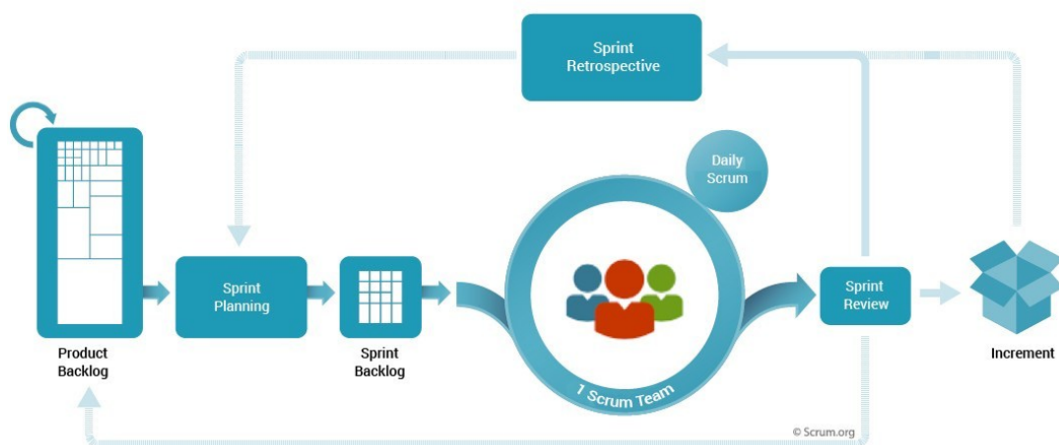 Sprint
Retrospective
Daily
Scrum
Sprint
Planning
Sprint
Review
Product
Backlog
Sprint
Backlog
1 Scrum Team
Increment
© Scrum.org